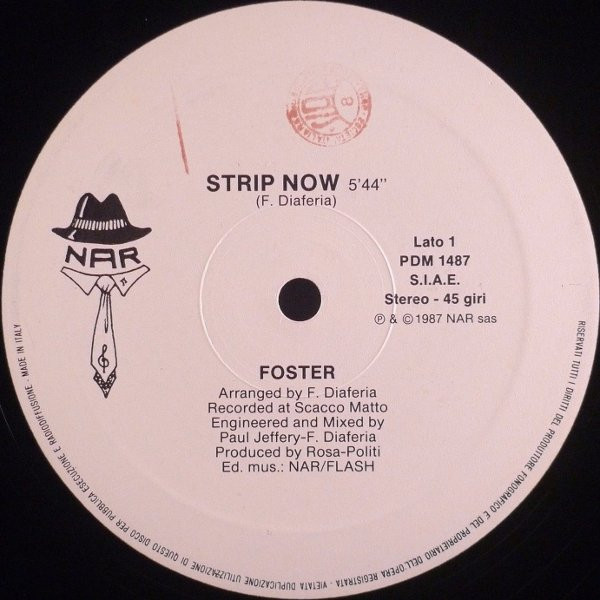 STRIP NOW 5'44"
(F. Diaferia)
NAR
Lato 1
PDM 1487
S.I.A.E.
Stereo - 45 giri
℗ & © 1987 NAR sas
FOSTER
Arranged by F. Diaferia
Recorded at Scacco Matto
Engineered and Mixed by
Paul Jeffery-F. Diaferia
Produced by Rosa-Politi
Ed. mus.: NAR/FLASH
RISERVATI TUTTI I DIRITTI DEL PRODUTTORE FONOGRAFICO E DEL PROPRIETARIO DELL'OPERA REGISTRATA - VIETATA DUPLICAZIONE UTILIZZAZIONE DI QUESTO DISCO PER PUBBLICA ESECUZIONE E RADIODIFFUSIONE - MADE IN ITALY